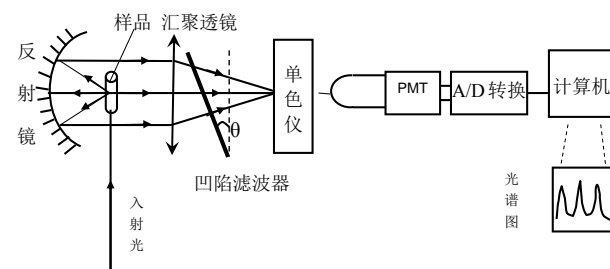 样品 汇聚透镜
反射镜
单色仪
PMT
A/D 转换
计算机
θ
凹陷滤波器
入射光
光谱图